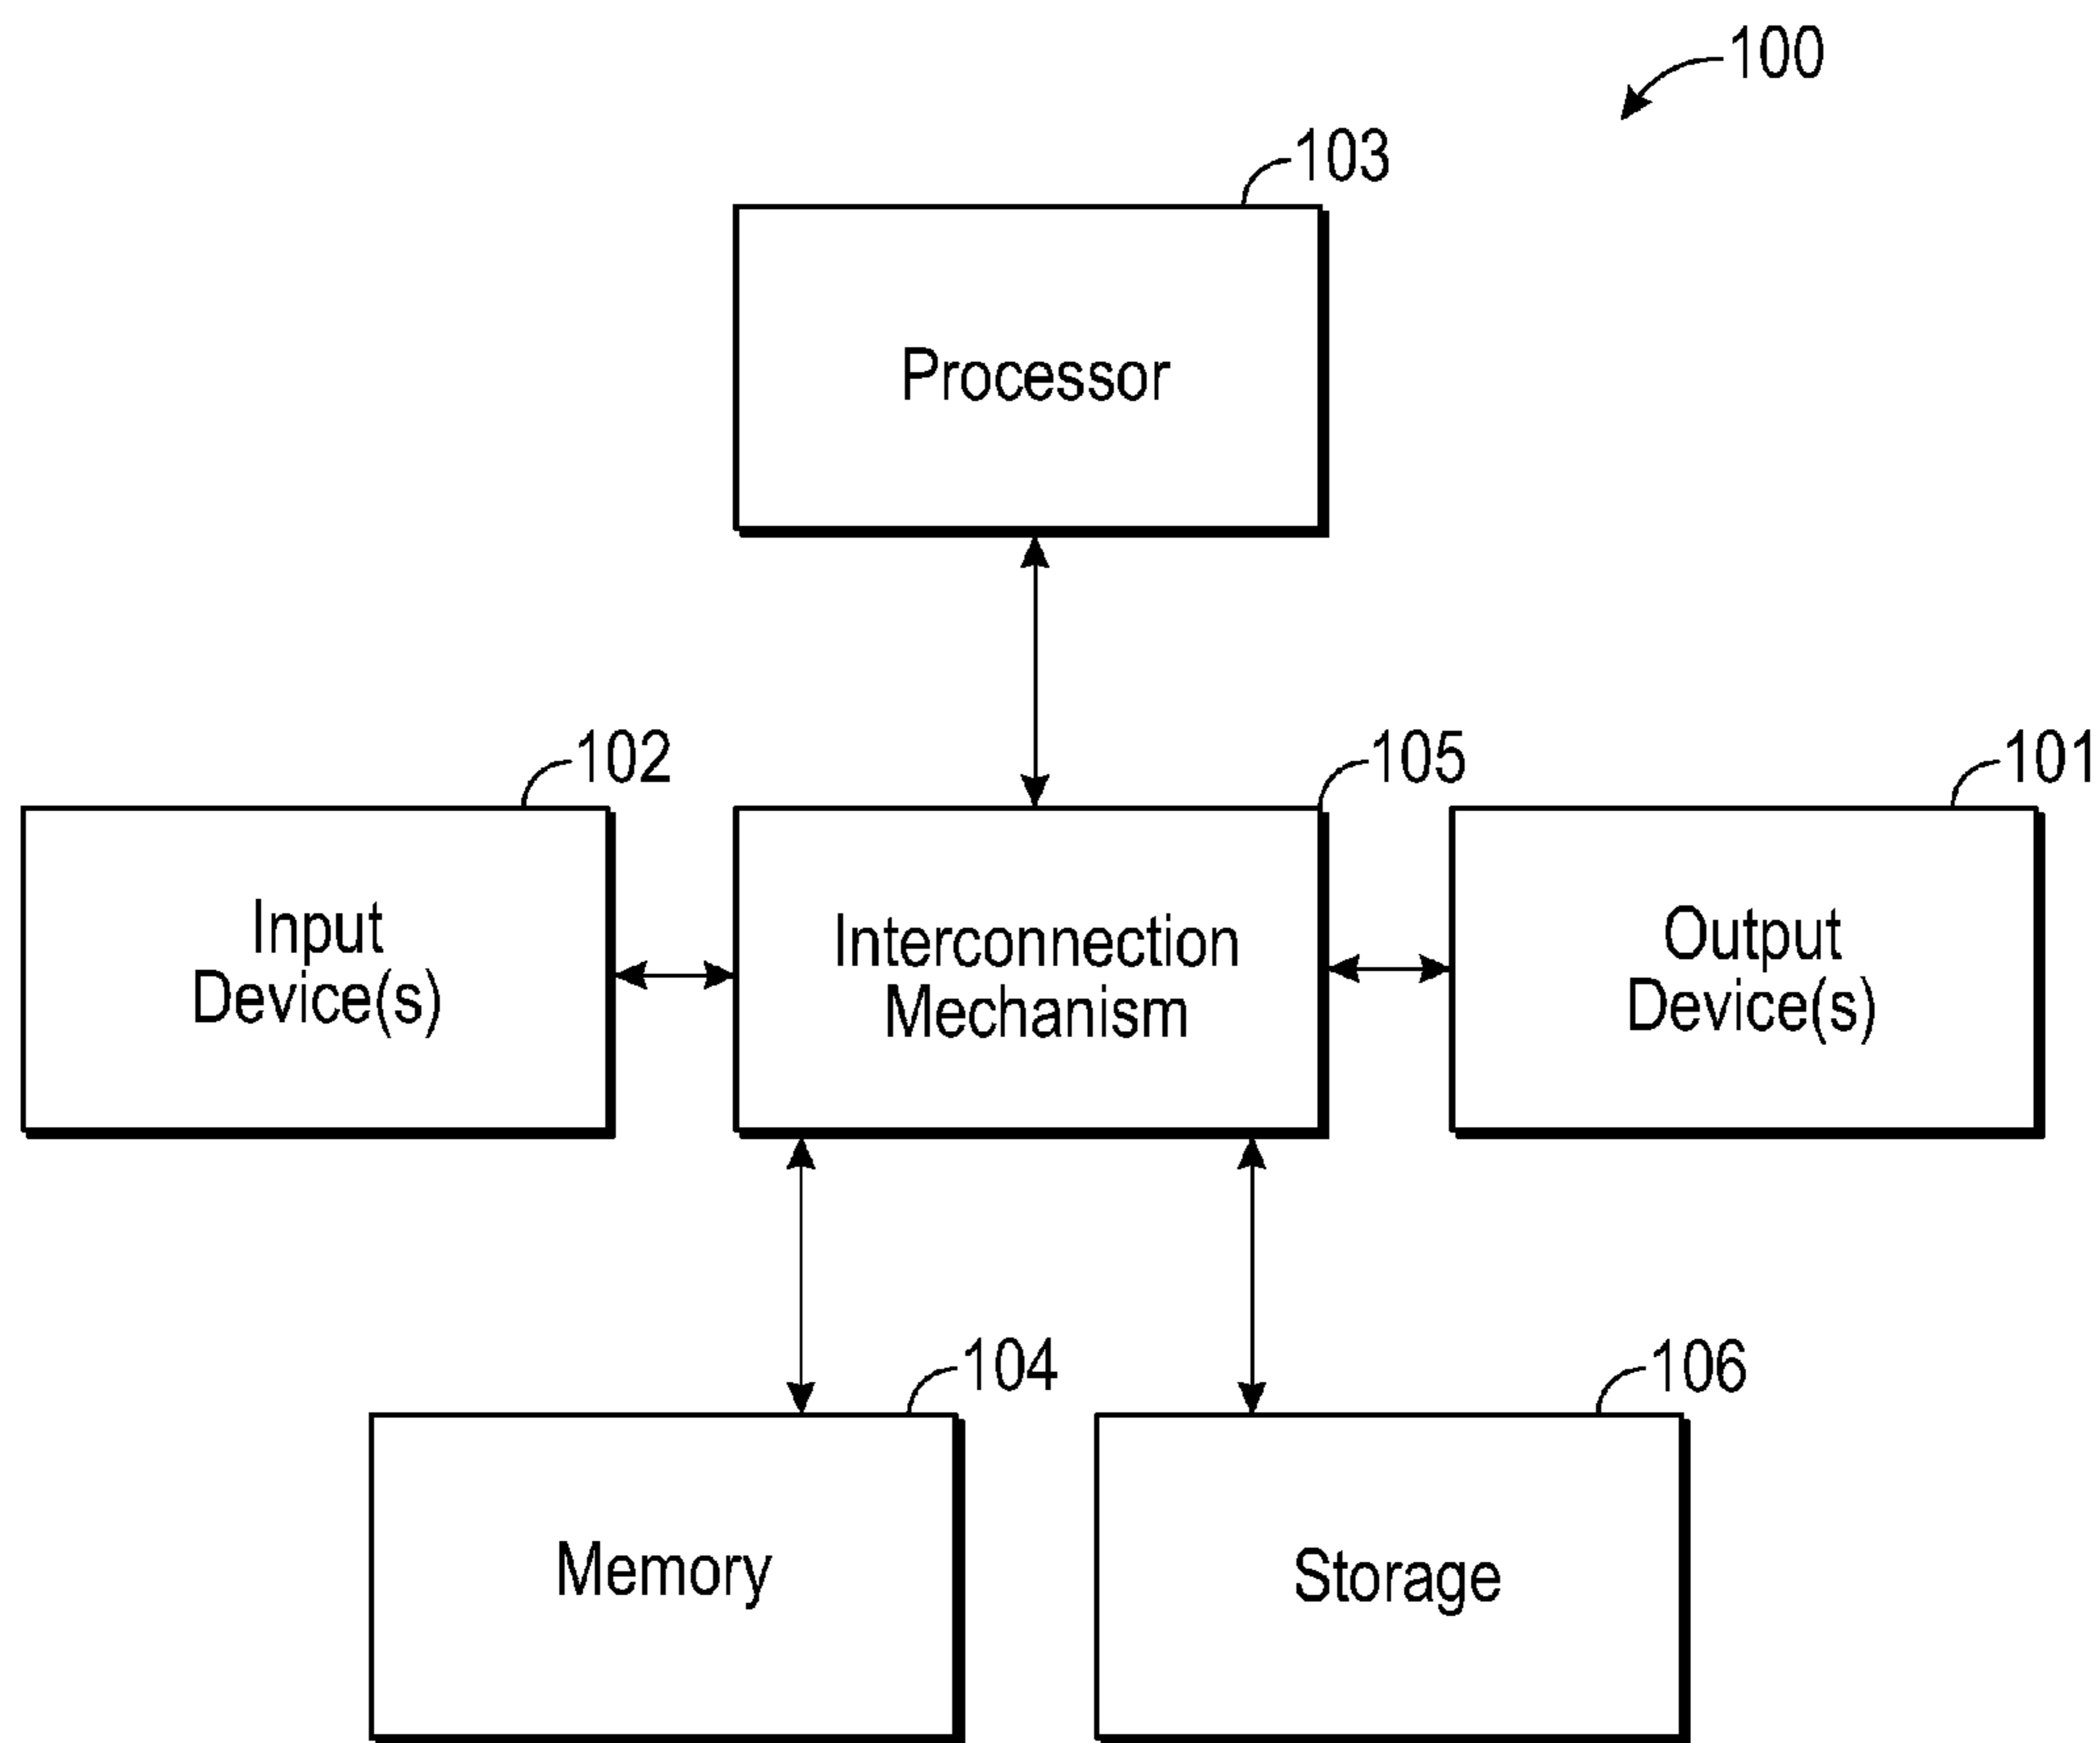 100
103
Processor
102
105
101
Input
Device(s)
Interconnection
Mechanism
Output
Device(s)
104
106
Memory
Storage